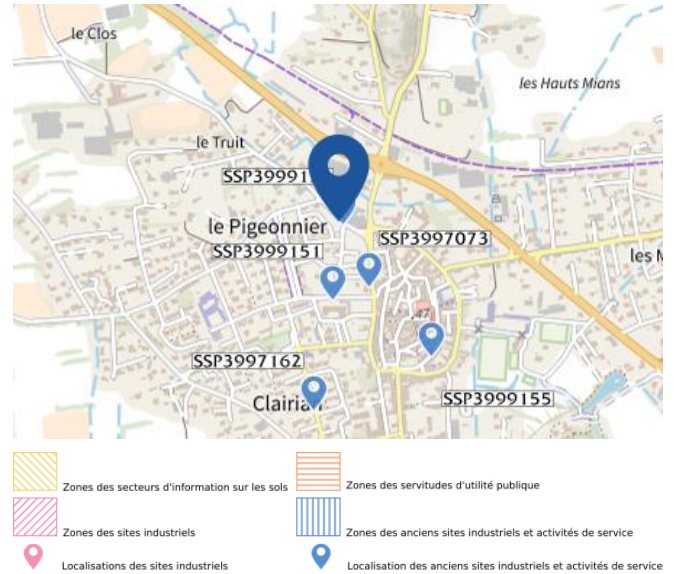 le Clos
les Hauts Mians
le Truit
SSP39991
le Pigeonnier
SSP3997073
SSP3999151
les M
47
SSP3997162
Clairian
SSP3999155
Zones des secteurs d'information sur les sols
Zones des servitudes d'utilité publique
Zones des sites industriels
Zones des anciens sites industriels et activités de service
Localisations des sites industriels
Localisation des anciens sites industriels et activités de service